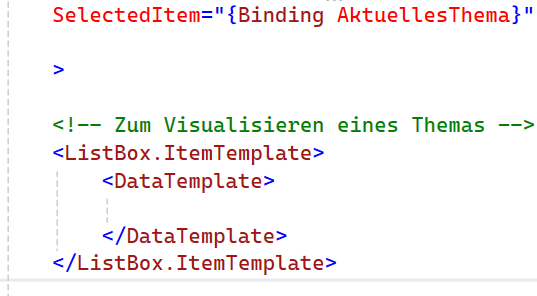 SelectedItem="{Binding AktuellesThema}"
>
<!-- Zum Visualisieren eines Themas -->
<ListBox.ItemTemplate>
<DataTemplate>
</DataTemplate>
</ListBox.ItemTemplate>